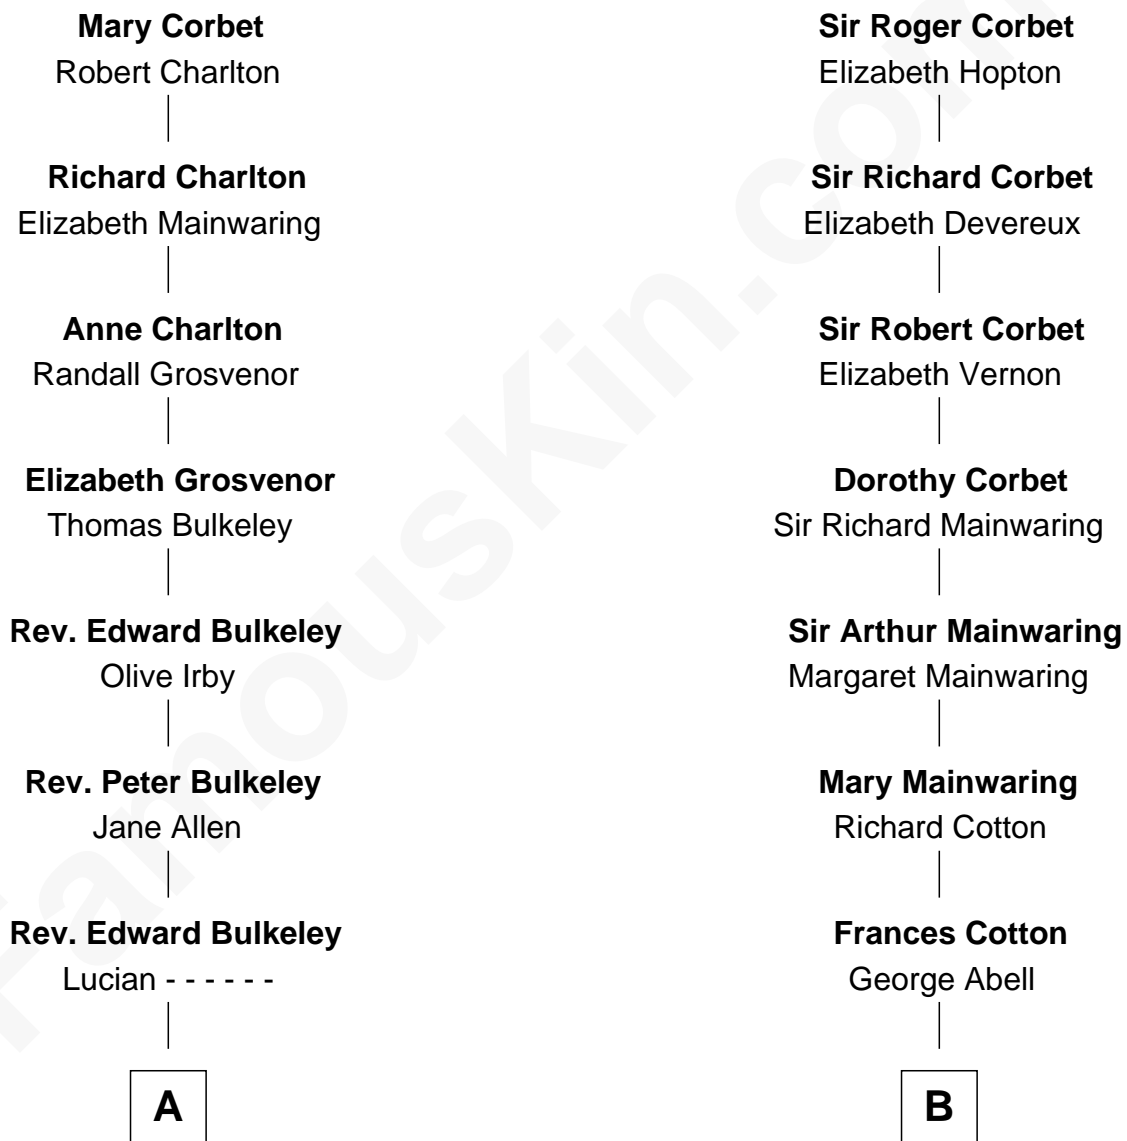 Mary Corbet
Robert Charlton
Richard Charlton
Elizabeth Mainwaring
Anne Charlton
Randall Grosvenor
Elizabeth Grosvenor
Thomas Bulkeley
Rev. Edward Bulkeley
Olive Irby
Rev. Peter Bulkeley
Jane Allen
Rev. Edward Bulkeley
Lucian - - - - - -
A
Sir Roger Corbet
Elizabeth Hopton
Sir Richard Corbet
Elizabeth Devereux
Sir Robert Corbet
Elizabeth Vernon
Dorothy Corbet
Sir Richard Mainwaring
Sir Arthur Mainwaring
Margaret Mainwaring
Mary Mainwaring
Richard Cotton
Frances Cotton
George Abell
B
FamousKin.com